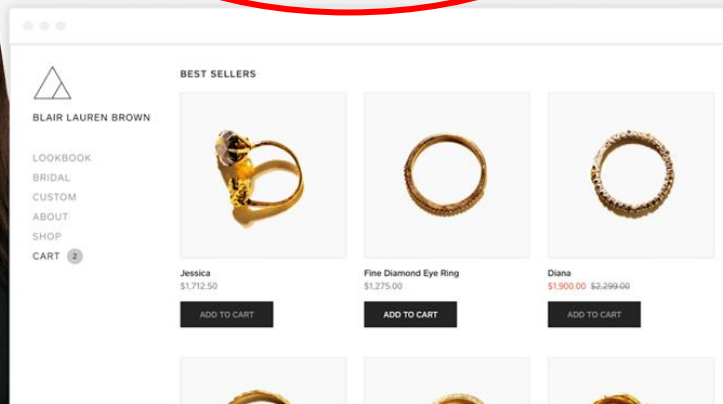 BEST SELLERS
BLAIR LAUREN BROWN
LOOKBOOK
BRIDAL
CUSTOM
ABOUT
SHOP
CART 2
Jessica
$1,712.50
ADD TO CART
Fine Diamond Eye Ring
$1,275.00
ADD TO CART
Diana
$1,900.00 $2,299.00
ADD TO CART